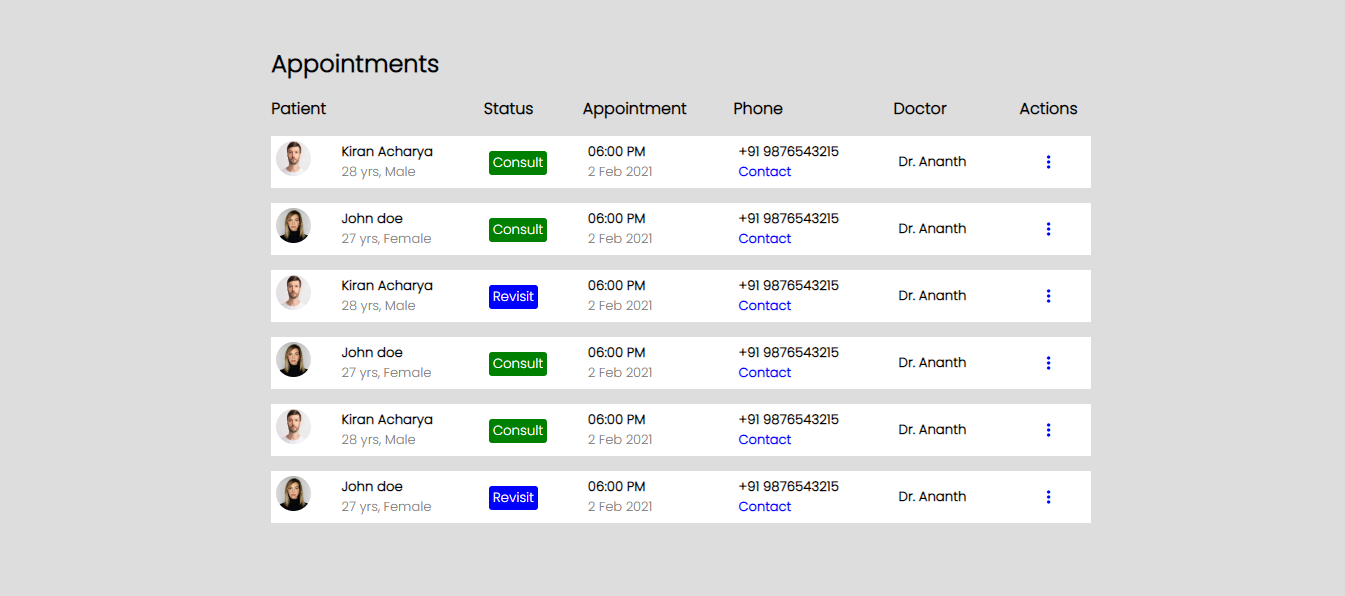 Appointments
Patient Status Appointment Phone Doctor Actions
Kiran Acharya 06:00 PM +91 9876543215
Consult Dr. Ananth
28 yrs, Male 2 Feb 2021 Contact
John doe 06:00 PM +91 9876543215
Consult Dr. Ananth
27 yrs, Female 2 Feb 2021 Contact
Kiran Acharya 06:00 PM +91 9876543215
Revisit Dr. Ananth
28 yrs, Male 2 Feb 2021 Contact
John doe 06:00 PM +91 9876543215
Consult Dr. Ananth
27 yrs, Female 2 Feb 2021 Contact
Kiran Acharya 06:00 PM +91 9876543215
Consult Dr. Ananth
28 yrs, Male 2 Feb 2021 Contact
John doe 06:00 PM +91 9876543215
Revisit Dr. Ananth
27 yrs, Female 2 Feb 2021 Contact